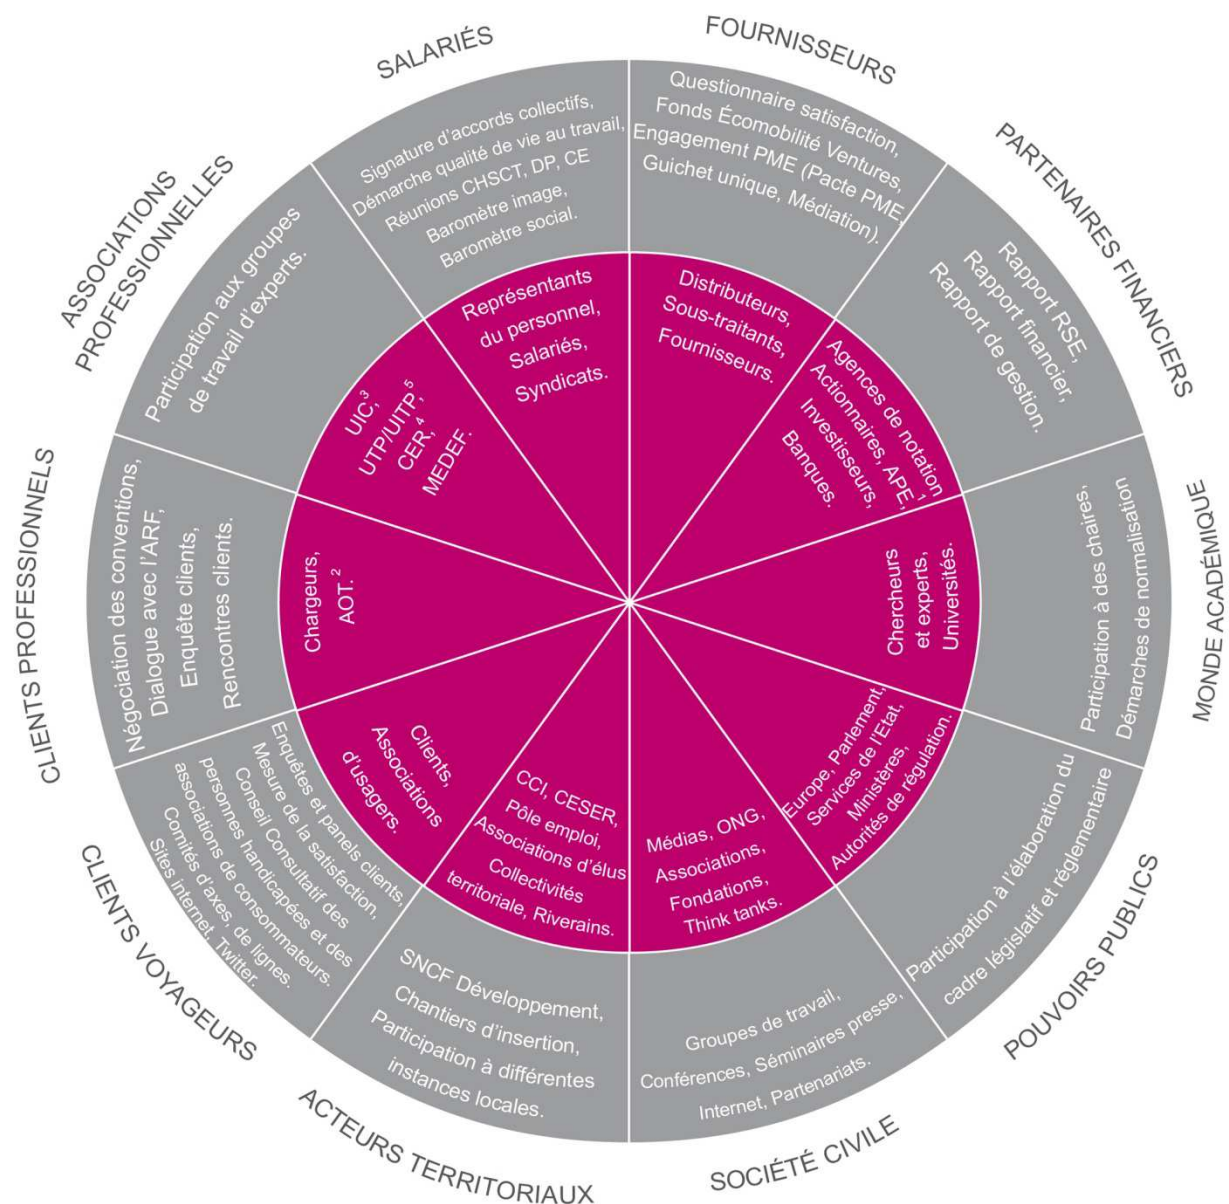 SALARIÉS
Signature d'accords collectifs,
Démarche qualité de vie au travail,
Réunions CHSCT, DP, CE
Baromètre image,
Baromètre social.
Représentants
du personnel,
Salariés,
Syndicats.
FOURNISSEURS
Questionnaire satisfaction,
Fonds Écomobilité Ventures,
Engagement PME (Pacte PME,
Guichet unique, Médiation).
Distributeurs,
Sous-traitants,
Fournisseurs.
PARTENAIRES FINANCIERS
Rapport RSE,
Rapport financier,
Rapport de gestion.
Agences de notation
Actionnaires, APE,1
Investisseurs,
Banques.
MONDE ACADÉMIQUE
Participation à des chaires,
Démarches de normalisation
Chercheurs
et experts,
Universités.
POUVOIRS PUBLICS
Participation à l'élaboration du
cadre législatif et réglementaire
Europe, Parlement,
Services de l'Etat,
Ministères,
Autorités de régulation.
SOCIÉTÉ CIVILE
Groupes de travail,
Conférences, Séminaires presse,
Internet, Partenariats.
Médias, ONG,
Associations,
Fondations,
Think tanks.
ACTEURS TERRITORIAUX
SNCF Développement,
Chantiers d'insertion,
Participation à différentes
instances locales.
CCI, CESER,
Pôle emploi,
Associations d'élus
Collectivités
territoriale, Riverains.
CLIENTS VOYAGEURS
Enquêtes et panels clients,
Mesure de la satisfaction,
Conseil Consultatif des
personnes handicapées et des
associations de consommateurs.
Comités d'axes, de lignes.
Sites internet, Twitter.
Clients,
Associations
d'usagers.
CLIENTS PROFESSIONNELS
Négociation des conventions,
Dialogue avec l'ARF,
Enquête clients,
Rencontres clients.
Chargeurs,
AOT.2
ASSOCIATIONS
PROFESSIONNELLES
Participation aux groupes
de travail d'experts.
UIC,3
UTP/UITP,5
CER,4
MEDEF.